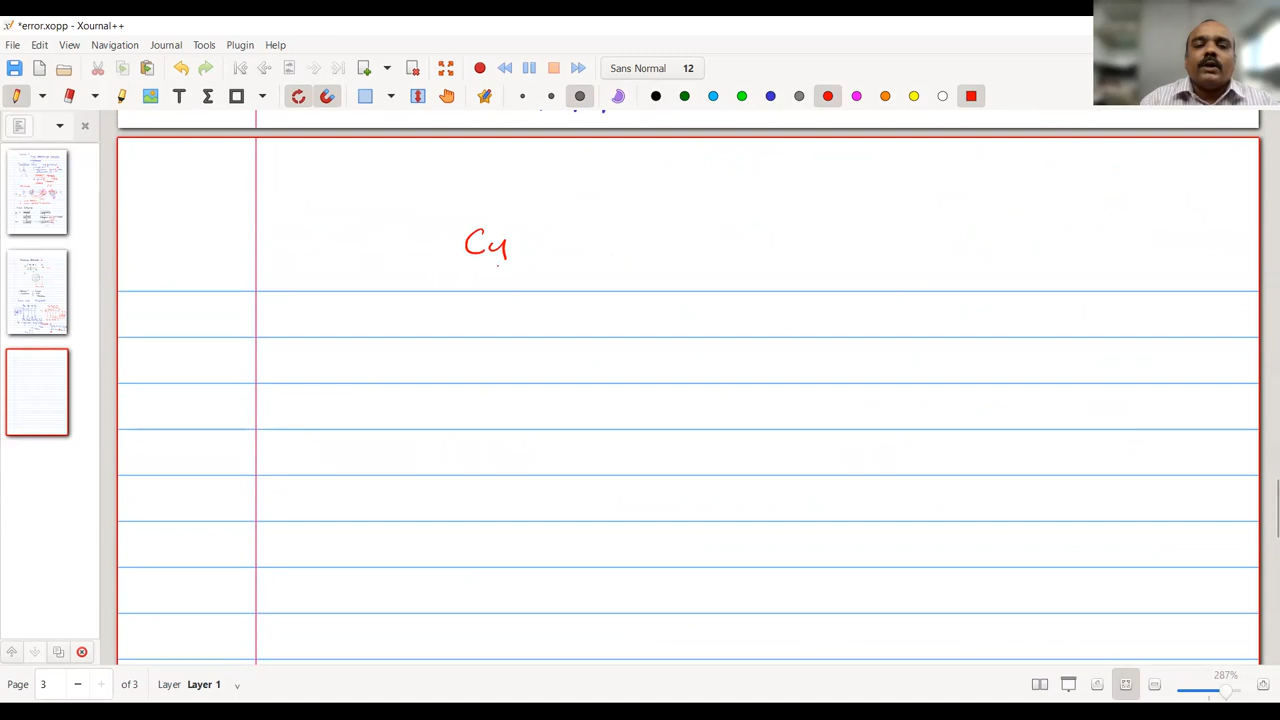 *error.xopp - Xournal++
File Edit View Navigation Journal Tools Plugin Help
Sans Normal 12
Cy
Page 3 of 3 Layer Layer 1
287%